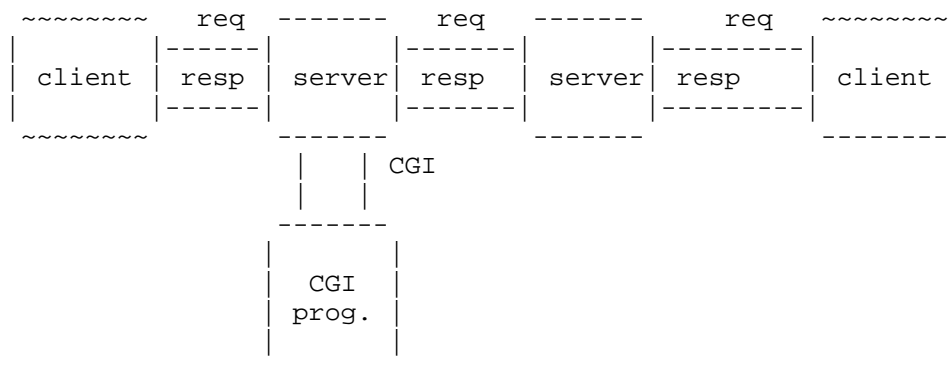 req req req
client resp server resp server resp client
CGI
CGI
prog.